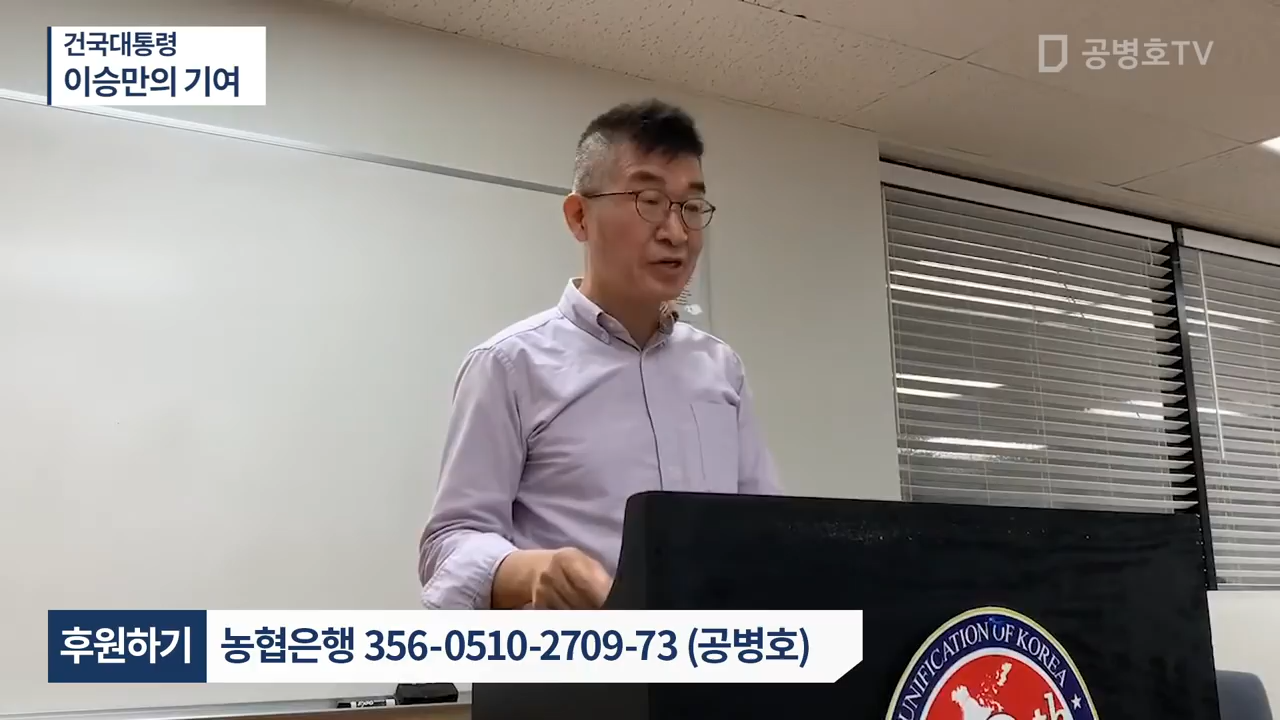 건국대통령
이승만의 기여
공병호TV
후원하기
농협은행 356-0510-2709-73 (공병호)
UNIFICATION OF KOREA
th